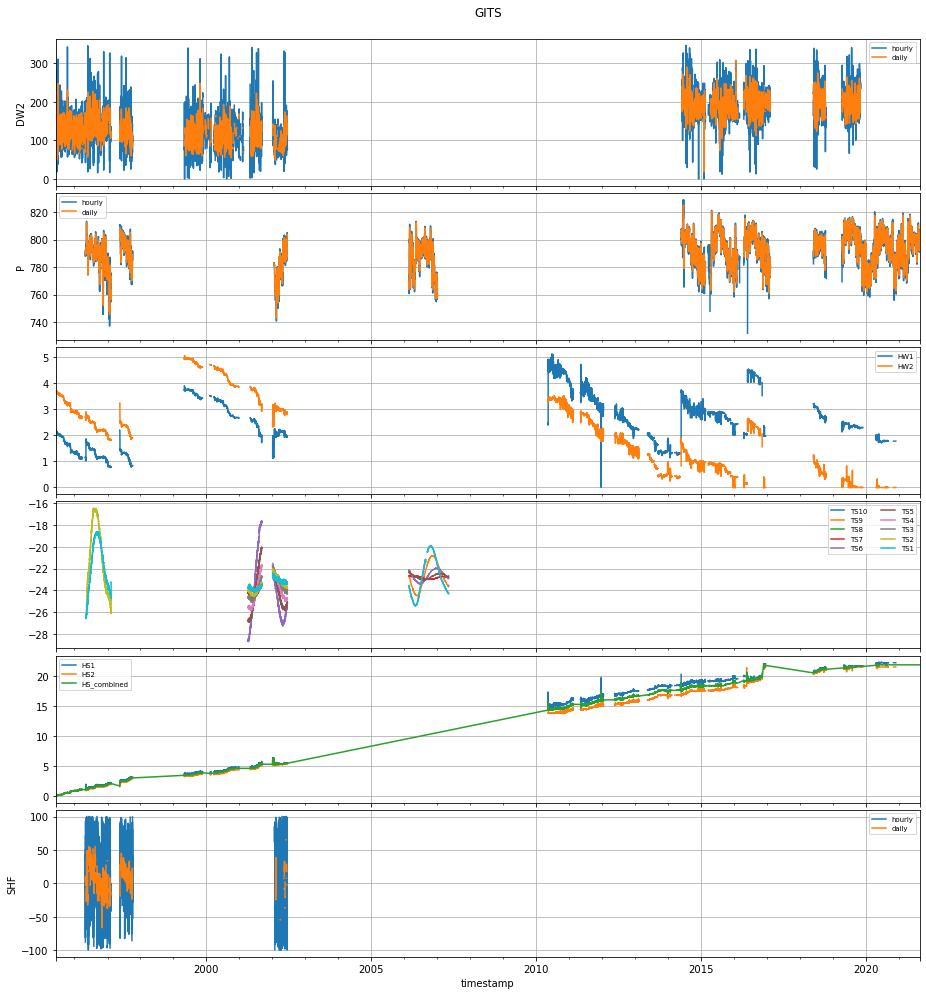 GITS
DW2
300
200
100
0
hourly
daily
P
820
800
780
760
740
hourly
daily
5
4
3
2
1
0
HW1
HW2
−16
−18
−20
−22
−24
−26
−28
TS10 TS5
TS9 TS4
TS8 TS3
TS7 TS2
TS6 TS1
20
15
10
5
0
HS1
HS2
HS_combined
SHF
100
50
0
−50
−100
hourly
daily
2000 2005 2010 2015 2020
timestamp